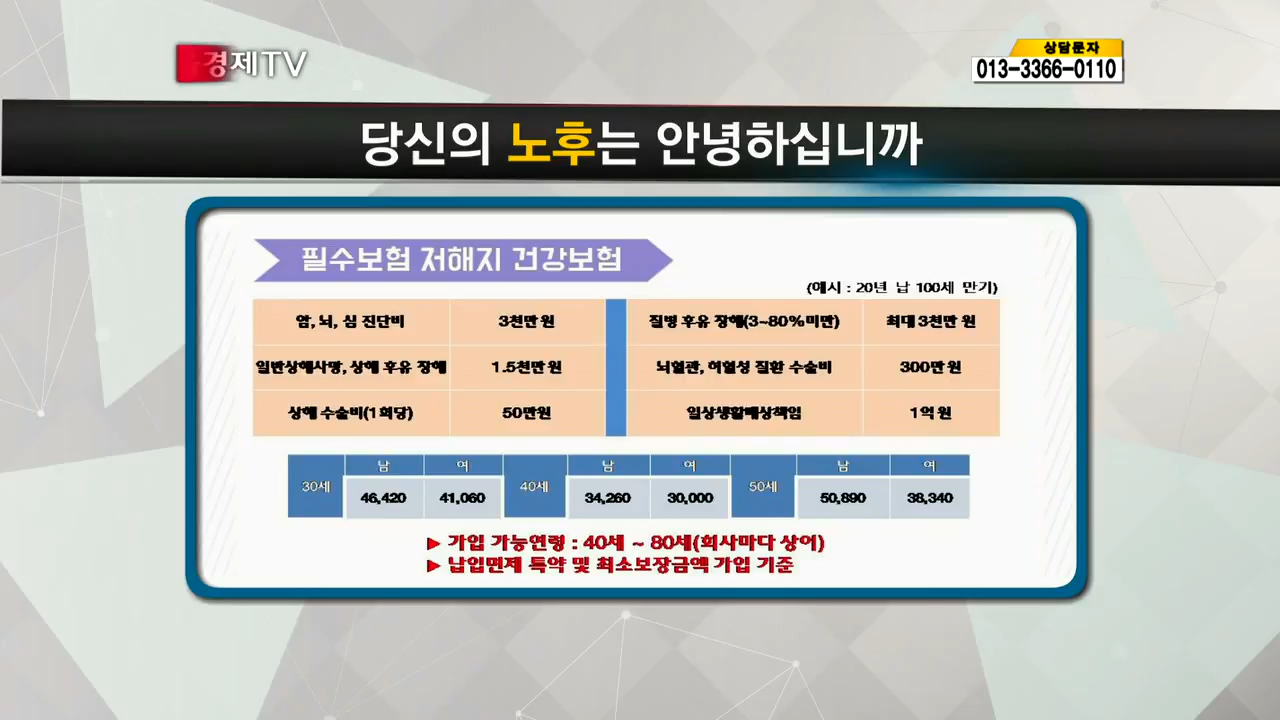 경제TV
상담문자
013-3366-0110
당신의 노후는 안녕하십니까
필수보험 저해지 건강보험
(예시 : 20년 납 100세 만기)
암, 뇌, 심 진단비 3천만 원 질병 후유 장해(3~80%미만) 최대 3천만 원
일반상해사망, 상해 후유 장해 1.5천만 원 뇌혈관, 허혈성 질환 수술비 300만 원
상해 수술비(1회당) 50만원 일상생활배상책임 1억 원
30세 남 여 40세 남 여 50세 남 여
46,420 41,060 34,260 30,000 50,890 38,340
▶ 가입 가능연령 : 40세 ~ 80세(회사마다 상이)
▶ 납입면제 특약 및 최소보장금액 가입 기준